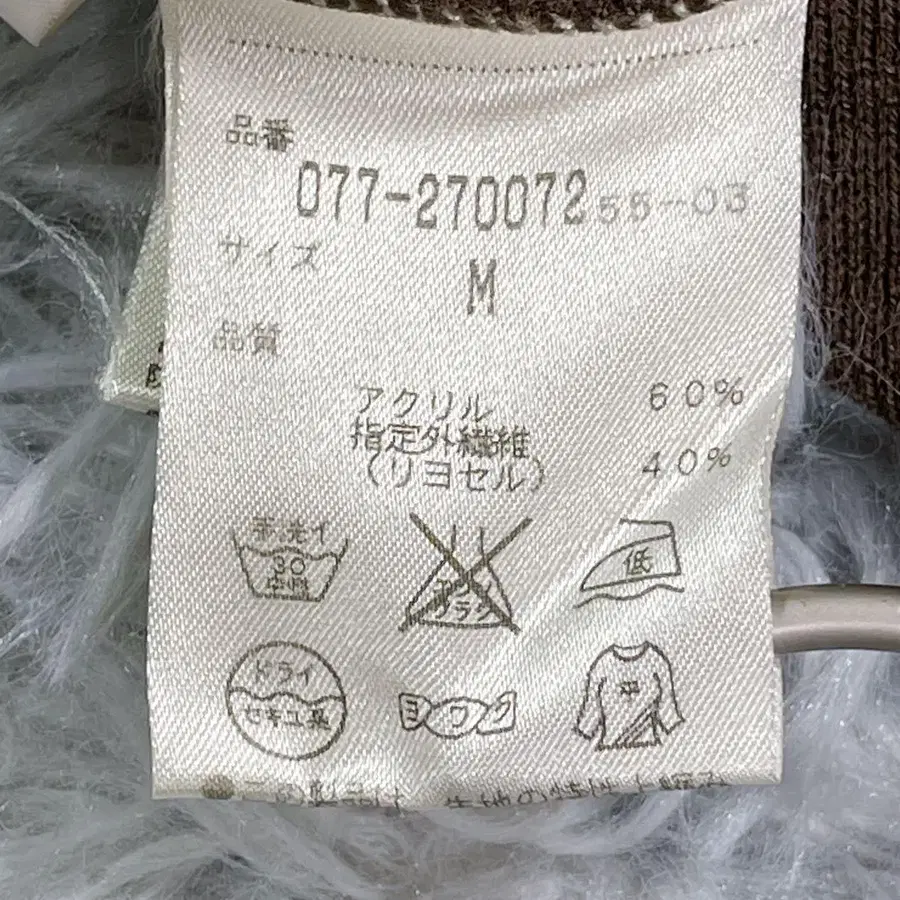 品番
077-270072 55-03
サイズ
M
品質
アクリル 60%
指定外繊維
(リヨセル) 40%
手洗イ
30
中性
低
ドライ
セキユ系
ヨワク
平